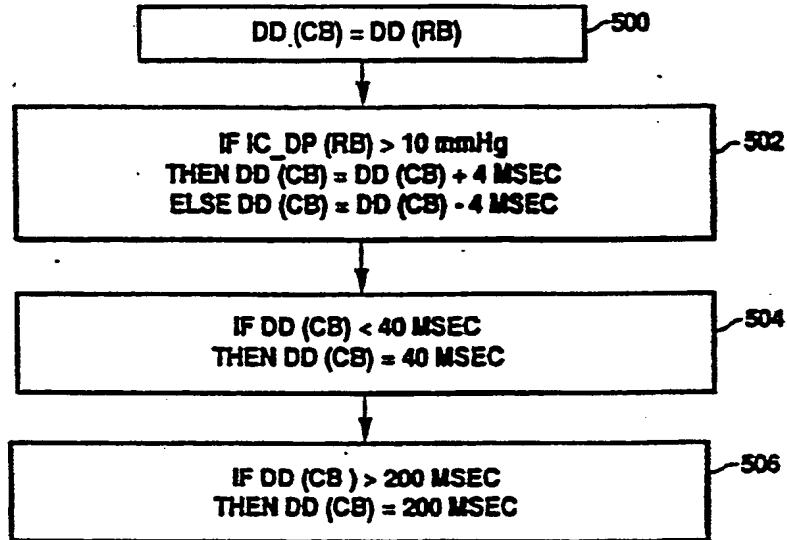 DD (CB) = DD (RB)
500
IF IC_DP (RB) > 10 mmHg
THEN DD (CB) = DD (CB) + 4 MSEC
ELSE DD (CB) = DD (CB) - 4 MSEC
502
IF DD (CB) < 40 MSEC
THEN DD (CB) = 40 MSEC
504
IF DD (CB ) > 200 MSEC
THEN DD (CB) = 200 MSEC
506